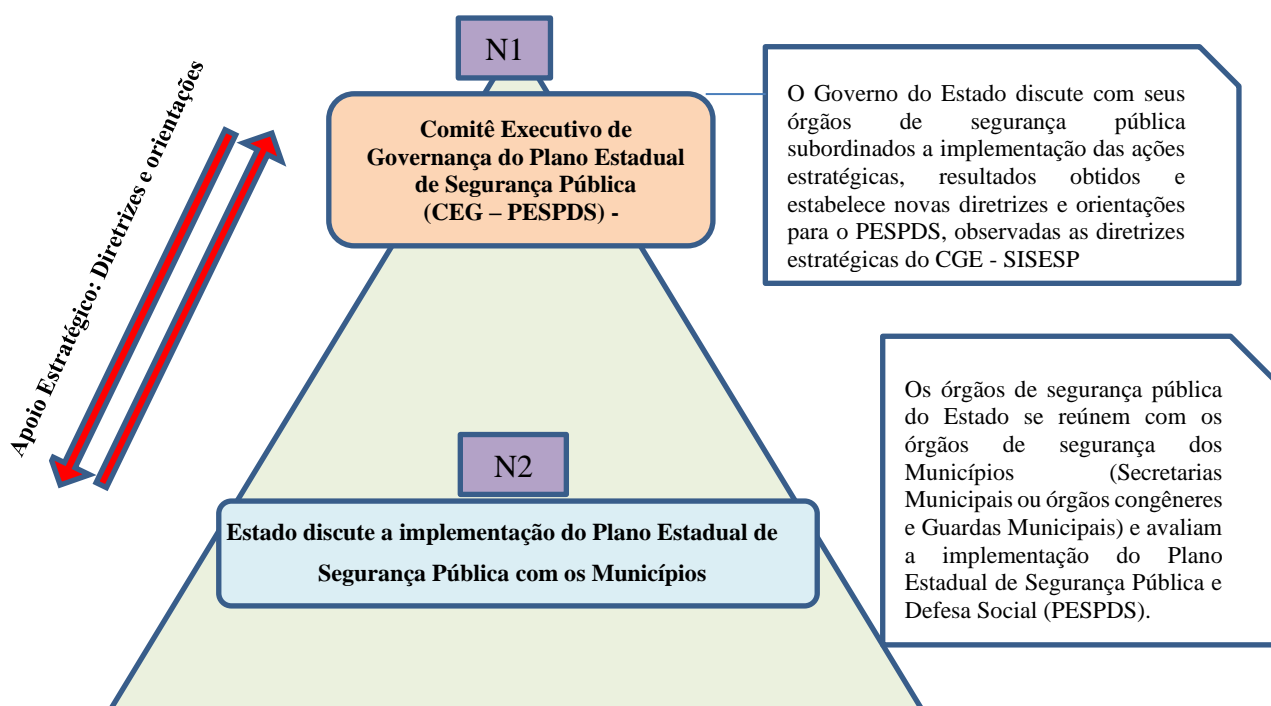 N1
Comitê Executivo de
Governança do Plano Estadual
de Segurança Pública
(CEG – PESPDS) -
O Governo do Estado discute com seus
órgãos de segurança pública
subordinados a implementação das ações
estratégicas, resultados obtidos e
estabelece novas diretrizes e orientações
para o PESPDS, observadas as diretrizes
estratégicas do CGE - SISESP
Apoio Estratégico: Diretrizes e orientações
N2
Estado discute a implementação do Plano Estadual de
Segurança Pública com os Municípios
Os órgãos de segurança pública
do Estado se reúnem com os
órgãos de segurança dos
Municípios (Secretarias
Municipais ou órgãos congêneres
e Guardas Municipais) e avaliam
a implementação do Plano
Estadual de Segurança Pública e
Defesa Social (PESPDS).